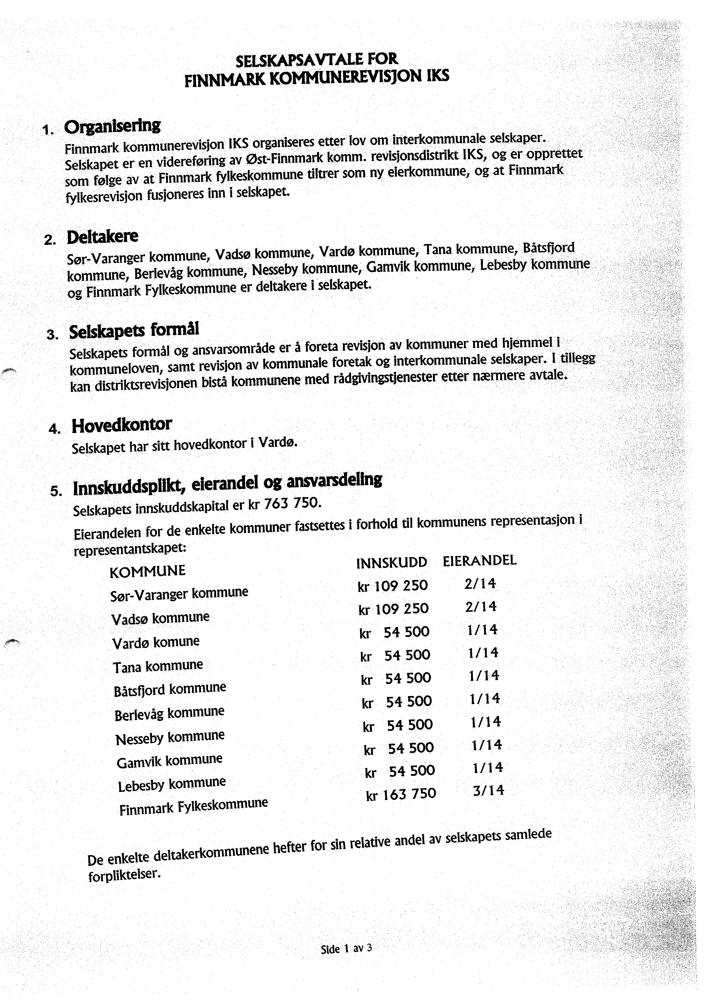 SELSKAPSAVTALE FOR
FINNMARK KOMMUNEREVISJON IKS
1. Organisering
Finnmark kommunerevisjon IKS organiseres etter lov om interkommunale selskaper.
Selskapet er en videreføring av Øst-Finnmark komm. revisjonsdistrikt IKS, og er opprettet
som følge av at Finnmark fylkeskommune tiltrer som ny eierkommune, og at Finnmark
fylkesrevisjon fusjoneres inn i selskapet.
2. Deltakere
Sør-Varanger kommune, Vadsø kommune, Vardø kommune, Tana kommune, Båtsfjord
kommune, Berlevåg kommune, Nesseby kommune, Gamvik kommune, Lebesby kommune
og Finnmark Fylkeskommune er deltakere i selskapet.
3. Selskapets formål
Selskapets formål og ansvarsområde er å foreta revisjon av kommuner med hjemmel i
kommuneloven, samt revisjon av kommunale foretak og interkommunale selskaper. I tillegg
kan distriktsrevisjonen bistå kommunene med rådgivingstjenester etter nærmere avtale.
4. Hovedkontor
Selskapet har sitt hovedkontor i Vardø.
5. Innskuddsplikt, eierandel og ansvarsdeling
Selskapets innskuddskapital er kr 763 750.
Eierandelen for de enkelte kommuner fastsettes i forhold til kommunens representasjon i
representantskapet:
KOMMUNE INNSKUDD EIERANDEL
Sør-Varanger kommune kr 109 250 2/14
Vadsø kommune kr 109 250 2/14
Vardø komune kr 54 500 1/14
Tana kommune kr 54 500 1/14
Båtsfjord kommune kr 54 500 1/14
Berlevåg kommune kr 54 500 1/14
Nesseby kommune kr 54 500 1/14
Gamvik kommune kr 54 500 1/14
Lebesby kommune kr 54 500 1/14
Finnmark Fylkeskommune kr 163 750 3/14
De enkelte deltakerkommunene hefter for sin relative andel av selskapets samlede
forpliktelser.
Side 1 av 3